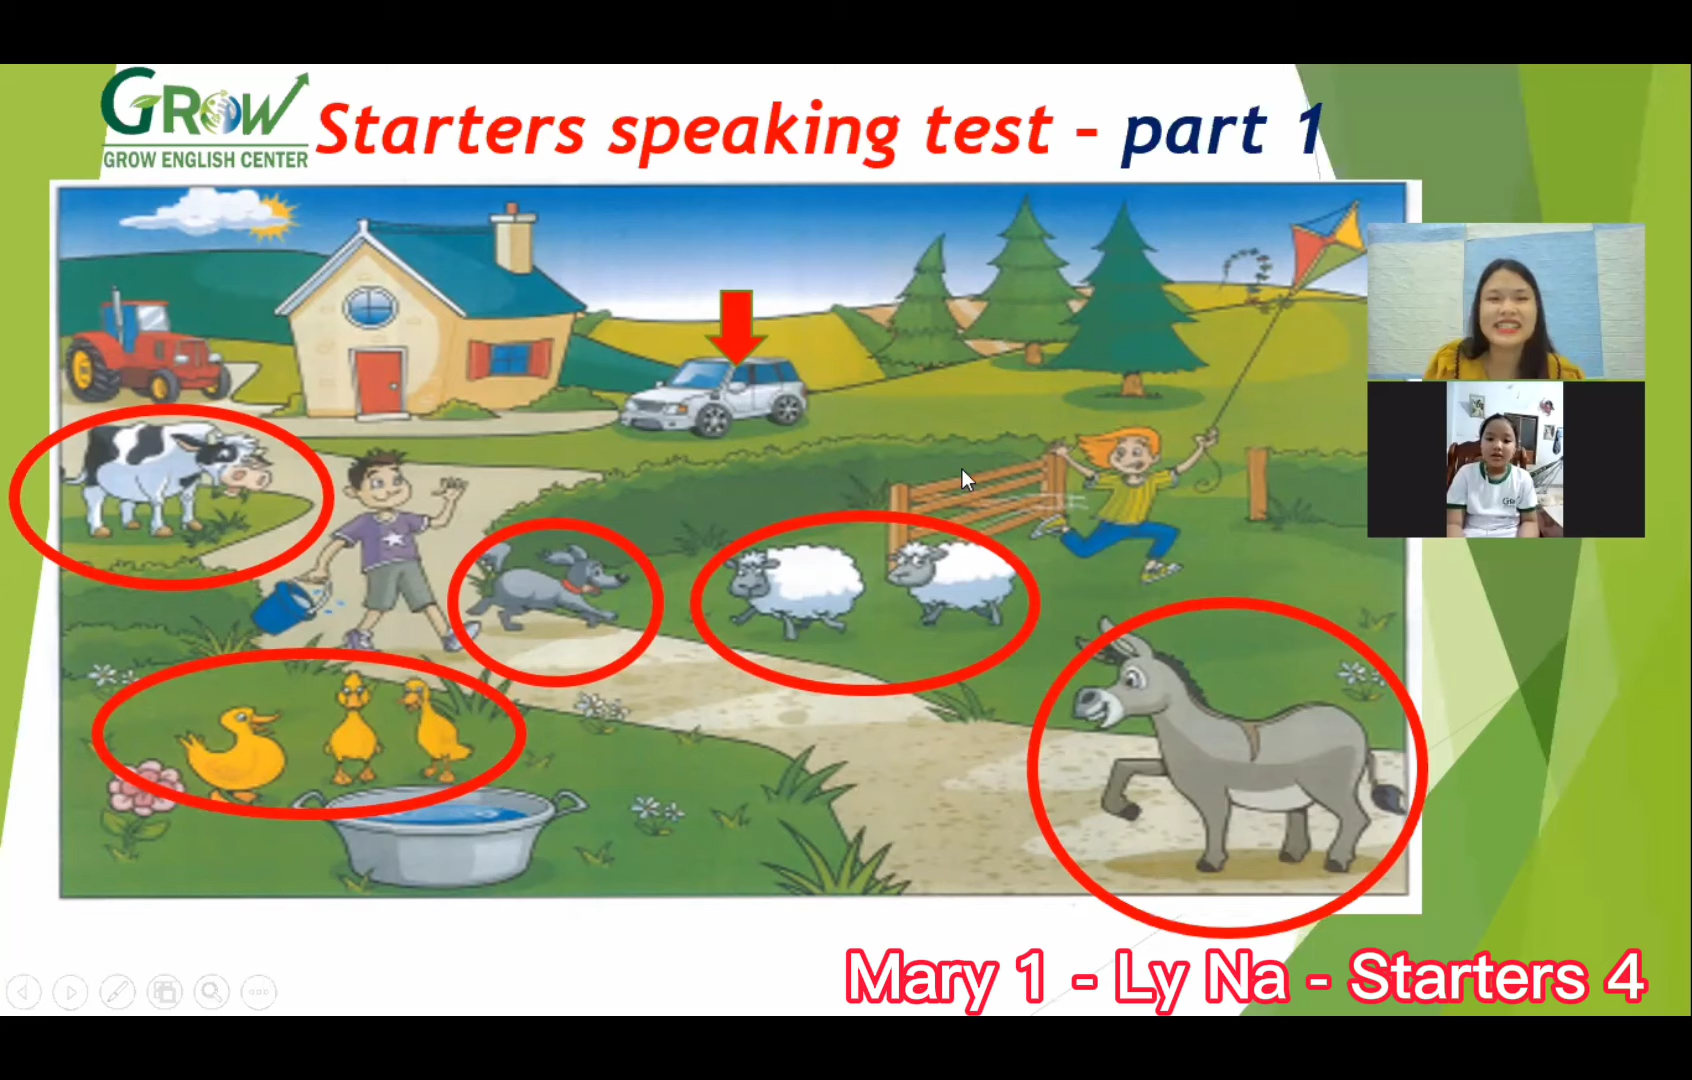 GROW
GROW ENGLISH CENTER
Starters speaking test - part 1
Mary 1 - Ly Na - Starters 4